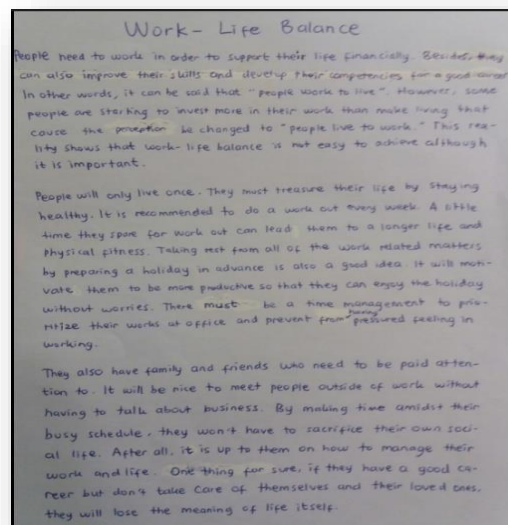 Work - Life Balance
People need to work in order to support their life financially. Besides, they
can also improve their skills and develop their competencies for a good career
In other words, it can be said that "people work to live". However, some
people are starting to invest more in their work than make living that
cause the perception be changed to "people live to work." This rea-
lity shows that work-life balance is not easy to achieve although
it is important.
People will only live once. They must treasure their life by staying
healthy. It is recommended to do a work out every week. A little
time they spare for work out can lead them to a longer life and
physical fitness. Taking rest from all of the work related matters
by preparing a holiday in advance is also a good idea. It will moti-
vate them to be more productive so that they can enjoy the holiday
without worries. There must be a time management to prio-
ritize their works at office and prevent from having pressured feeling in
working.
They also have family and friends who need to be paid atten-
tion to. It will be nice to meet people outside of work without
having to talk about business. By making time amidst their
busy schedule, they won't have to sacrifice their own soci-
al life. After all, it is up to them on how to manage their
work and life. One thing for sure, if they have a good ca-
reer but don't take care of themselves and their loved ones,
they will lose the meaning of life itself.